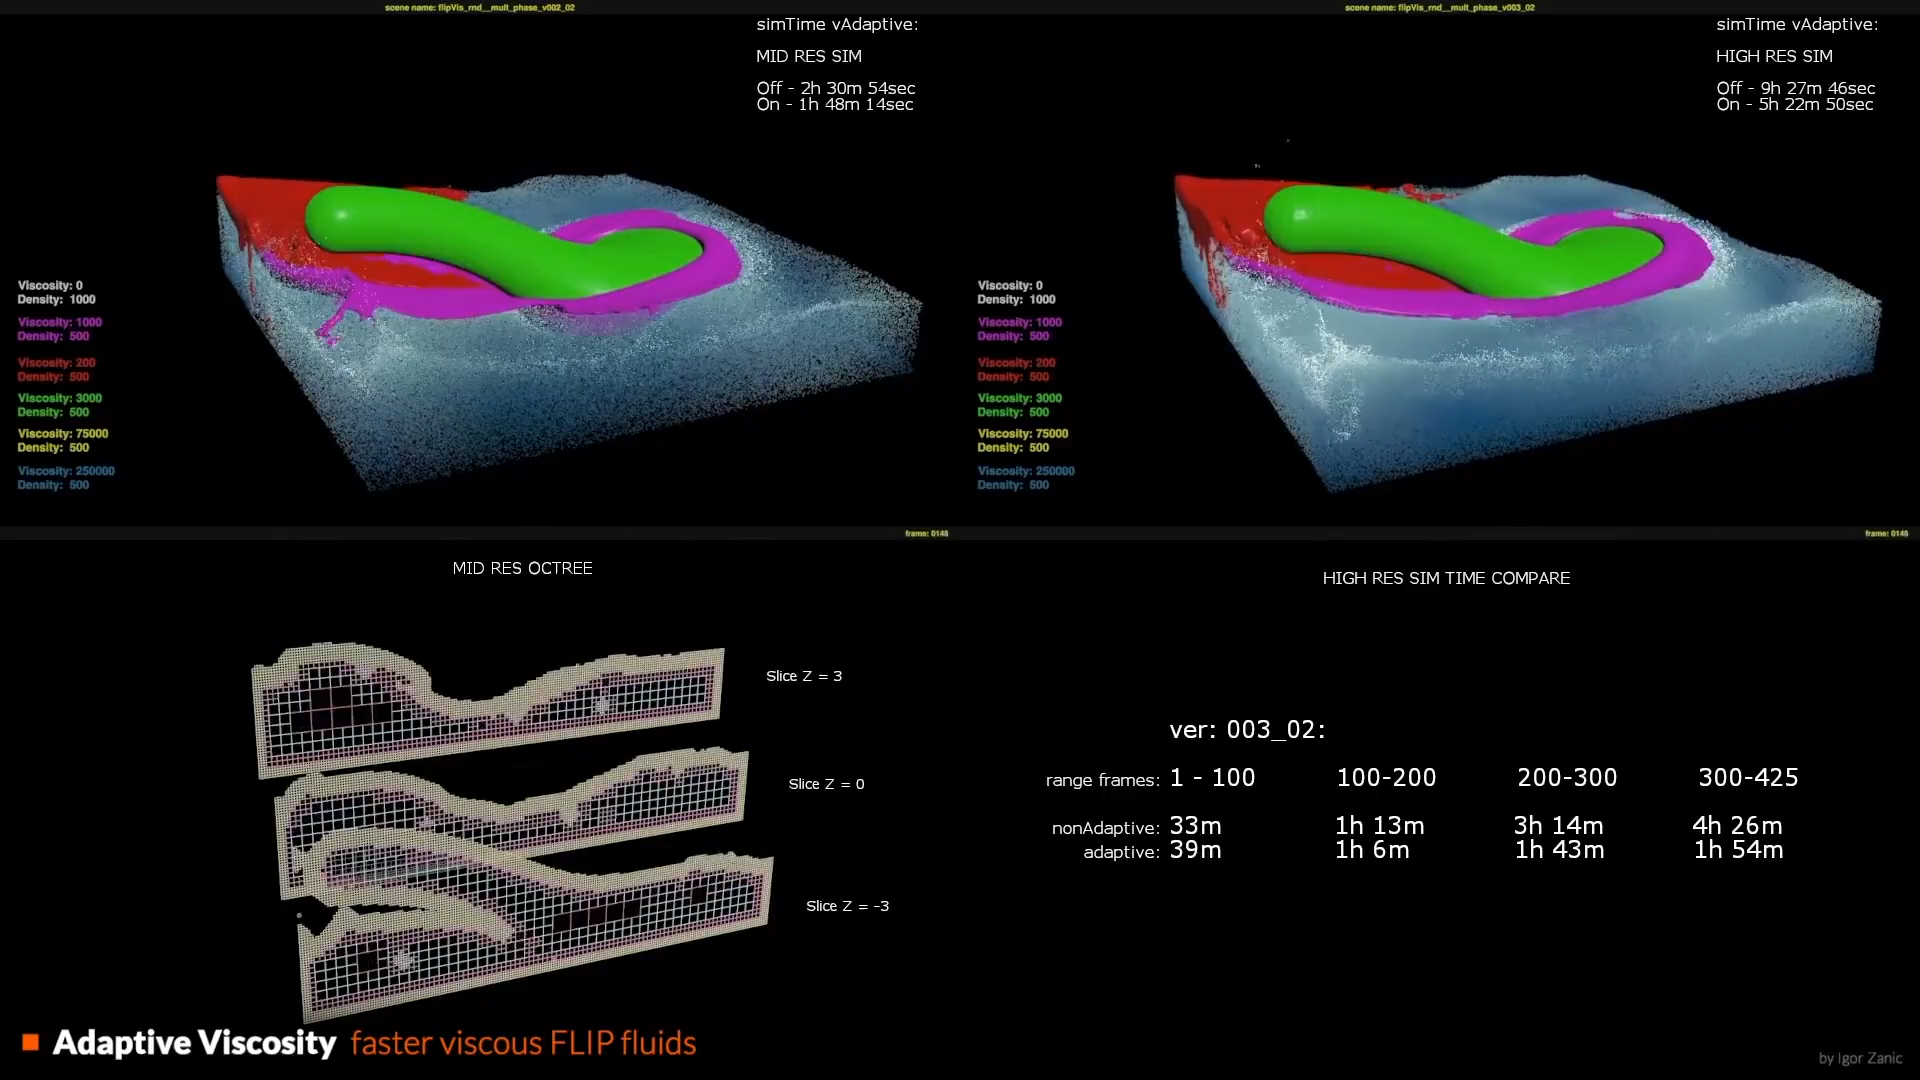 scene name: flipVis_rnd__mult_phase_v002_02
simTime vAdaptive:
MID RES SIM
Off - 2h 30m 54sec
On - 1h 48m 14sec
Viscosity: 0
Density: 1000
Viscosity: 1000
Density: 500
Viscosity: 200
Density: 500
Viscosity: 3000
Density: 500
Viscosity: 75000
Density: 500
Viscosity: 250000
Density: 500
frame: 0145
scene name: flipVis_rnd__mult_phase_v003_02
simTime vAdaptive:
HIGH RES SIM
Off - 9h 27m 46sec
On - 5h 22m 50sec
Viscosity: 0
Density: 1000
Viscosity: 1000
Density: 500
Viscosity: 200
Density: 500
Viscosity: 3000
Density: 500
Viscosity: 75000
Density: 500
Viscosity: 250000
Density: 500
frame: 0145
MID RES OCTREE
Slice Z = 3
Slice Z = 0
Slice Z = -3
HIGH RES SIM TIME COMPARE
ver: 003_02:
range frames: 1 - 100 100-200 200-300 300-425
nonAdaptive: 33m 1h 13m 3h 14m 4h 26m
adaptive: 39m 1h 6m 1h 43m 1h 54m
Adaptive Viscosity faster viscous FLIP fluids
by Igor Zanic